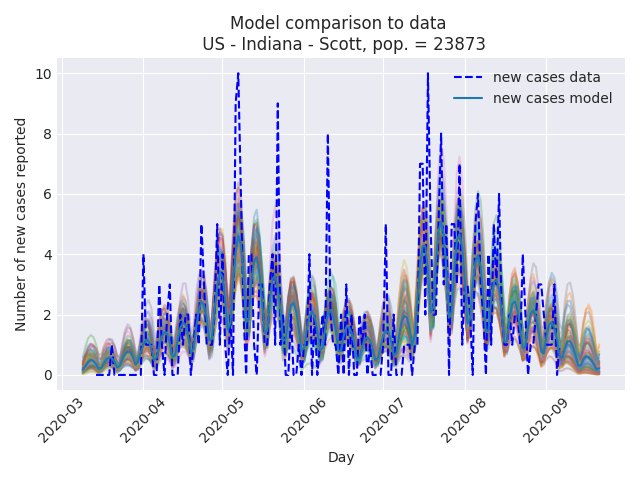 Model comparison to data
US - Indiana - Scott, pop. = 23873
new cases data
new cases model
Number of new cases reported
10
8
6
4
2
0
2020-03
2020-04
2020-05
2020-06
2020-07
2020-08
2020-09
Day